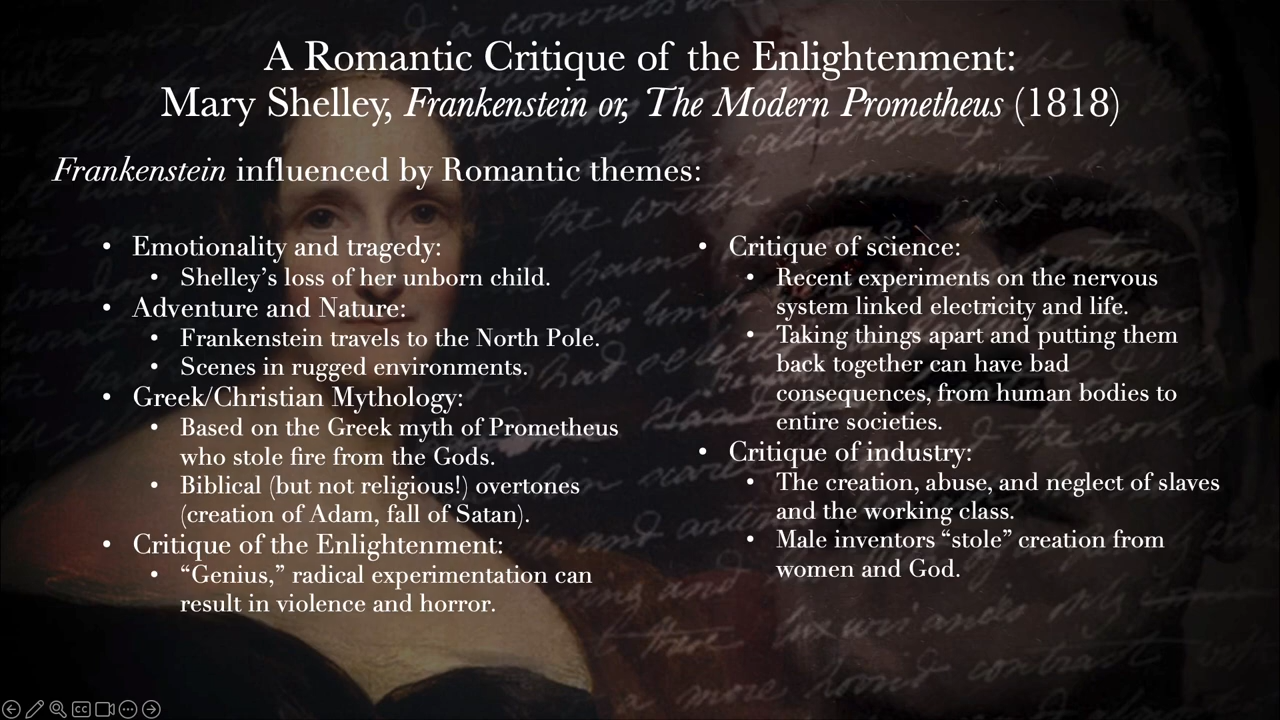 A Romantic Critique of the Enlightenment:
Mary Shelley, Frankenstein or, The Modern Prometheus (1818)
Frankenstein influenced by Romantic themes:
• Emotionality and tragedy:
• Shelley’s loss of her unborn child.
• Adventure and Nature:
• Frankenstein travels to the North Pole.
• Scenes in rugged environments.
• Greek/Christian Mythology:
• Based on the Greek myth of Prometheus
who stole fire from the Gods.
• Biblical (but not religious!) overtones
(creation of Adam, fall of Satan).
• Critique of the Enlightenment:
• “Genius,” radical experimentation can
result in violence and horror.
• Critique of science:
• Recent experiments on the nervous
system linked electricity and life.
• Taking things apart and putting them
back together can have bad
consequences, from human bodies to
entire societies.
• Critique of industry:
• The creation, abuse, and neglect of slaves
and the working class.
• Male inventors “stole” creation from
women and God.